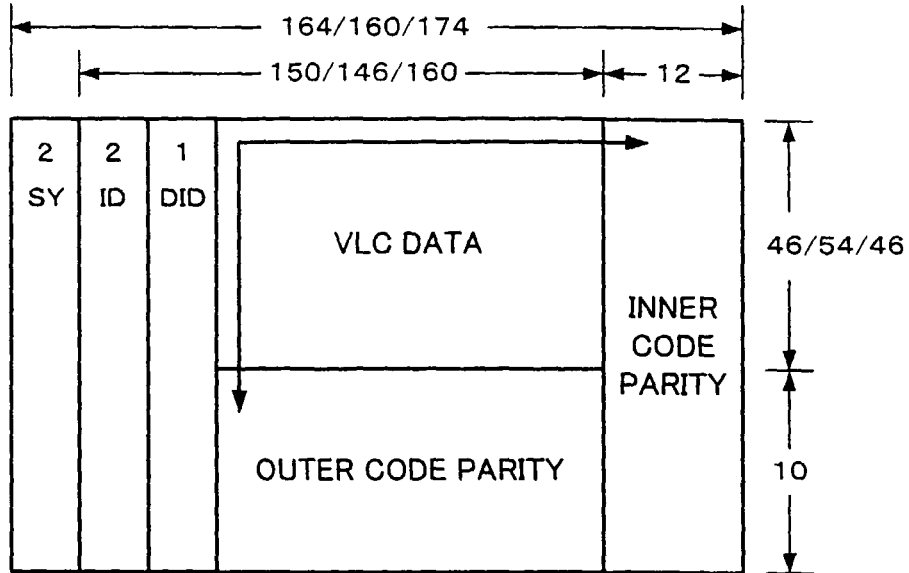 164/160/174
150/146/160
12
2
SY
2
ID
1
DID
VLC DATA
46/54/46
INNER
CODE
PARITY
OUTER CODE PARITY
10